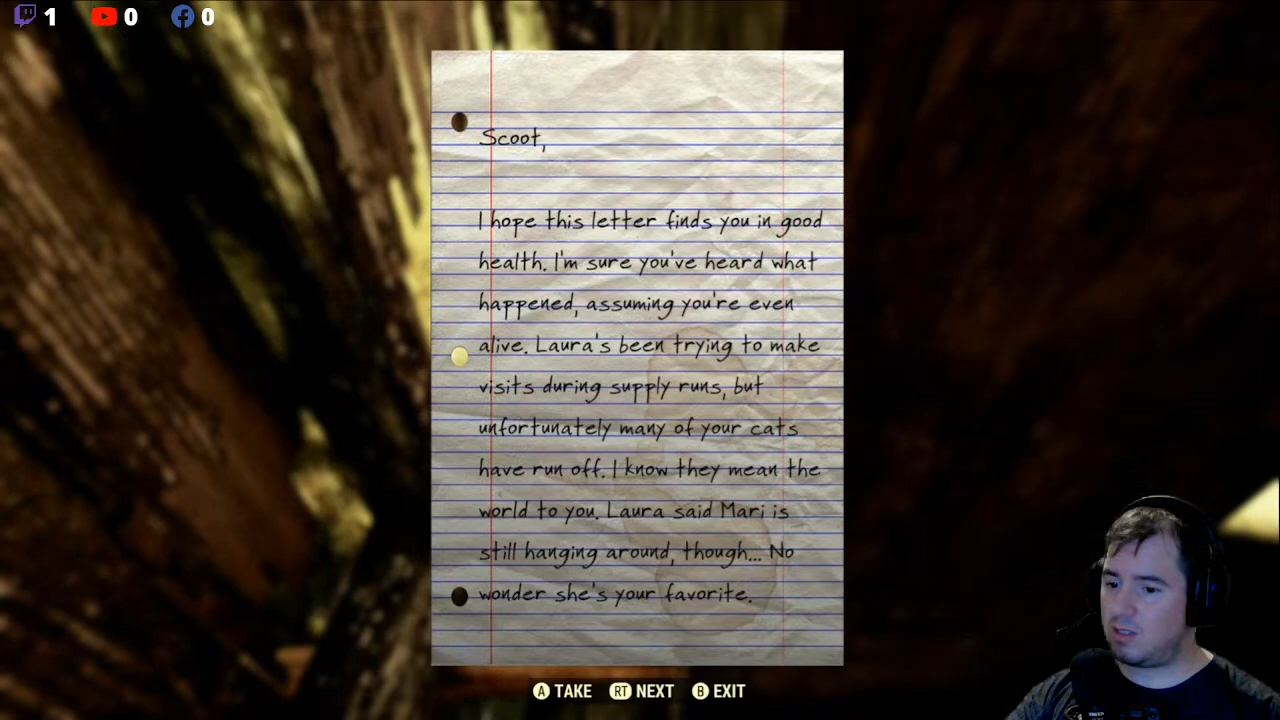 1 0 0
Scoot,
I hope this letter finds you in good
health. I'm sure you've heard what
happened, assuming you're even
alive. Laura's been trying to make
visits during supply runs, but
unfortunately many of your cats
have run off. I know they mean the
world to you. Laura said Mari is
still hanging around, though... No
wonder she's your favorite.
A TAKE RT NEXT B EXIT